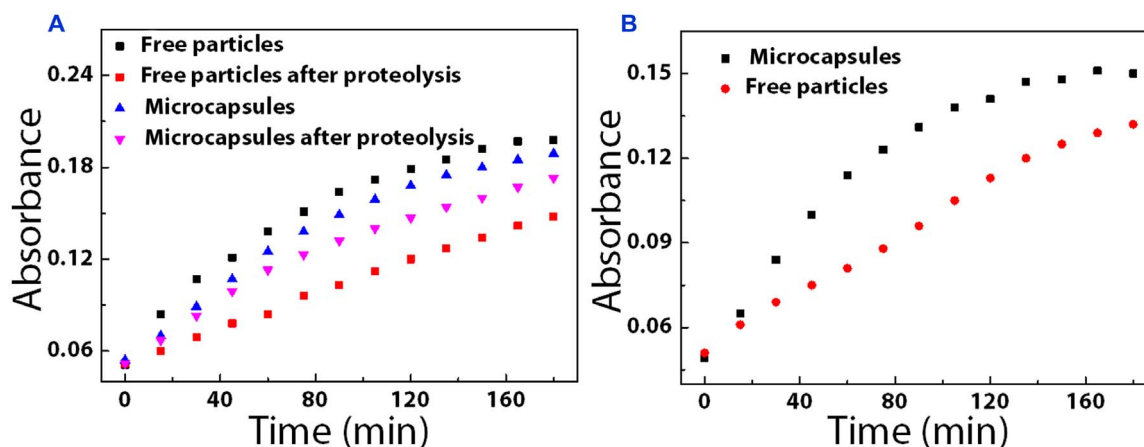 A
Free particles
Free particles after proteolysis
Microcapsules
Microcapsules after proteolysis
Absorbance
0.24
0.18
0.12
0.06
0
40
80
120
160
Time (min)
B
Microcapsules
Free particles
Absorbance
0.15
0.12
0.09
0.06
0
40
80
120
160
Time (min)